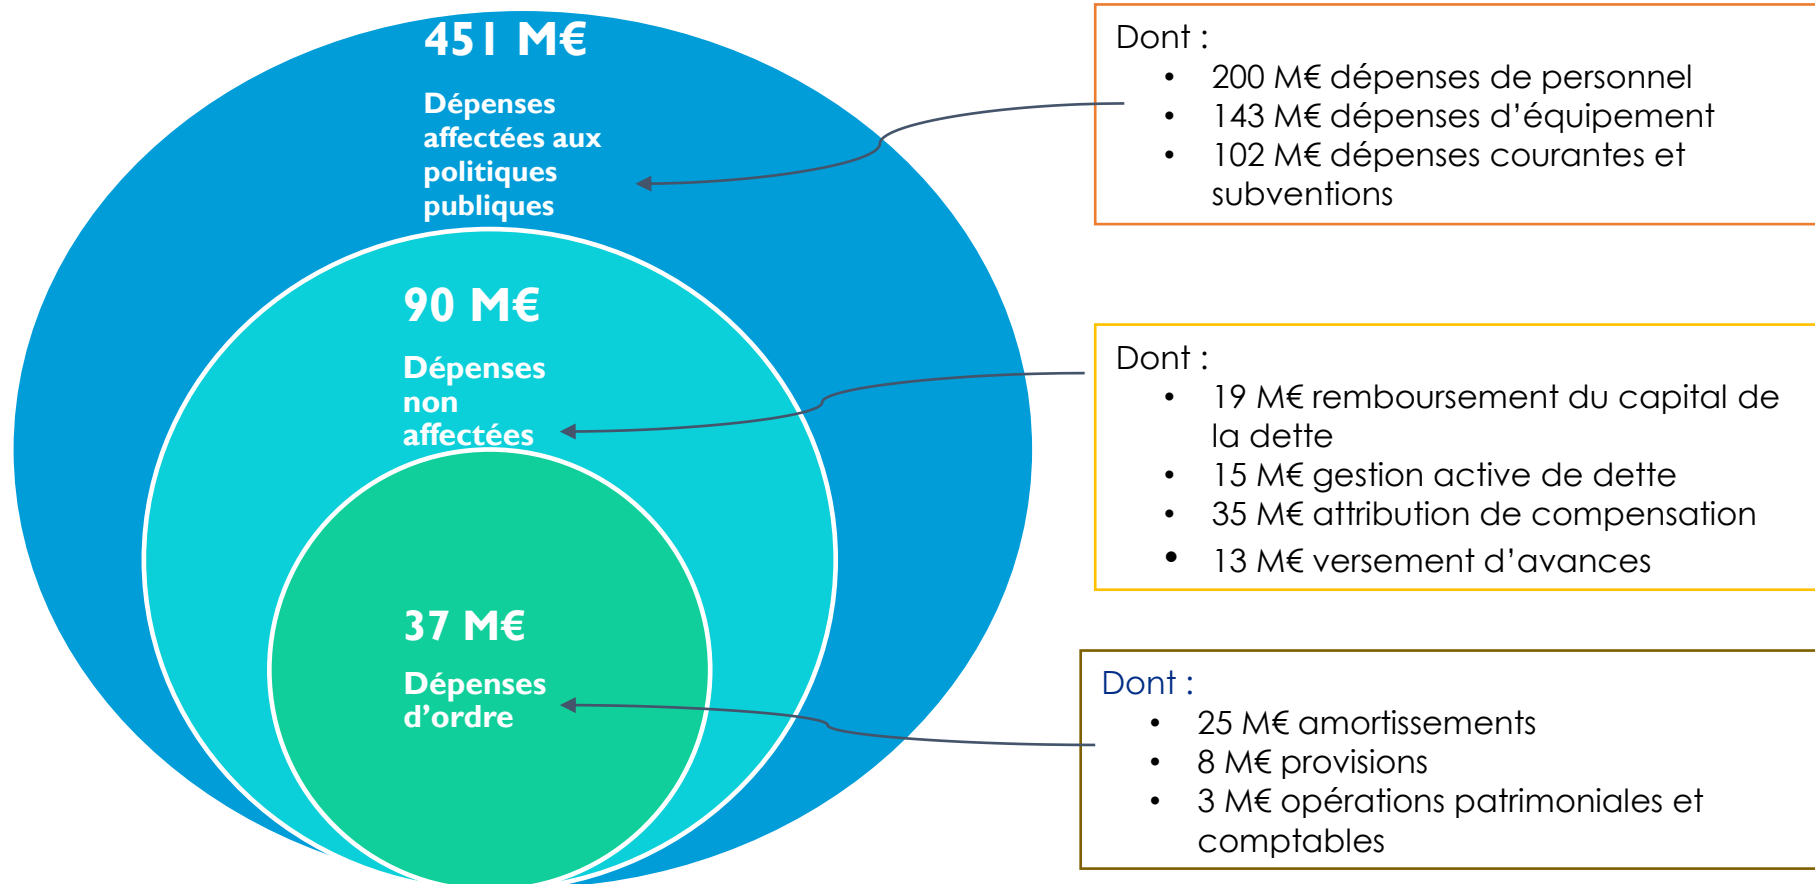 451 M€
Dépenses
affectées aux
politiques
publiques
90 M€
Dépenses
non
affectées
37 M€
Dépenses
d’ordre
Dont :
• 200 M€ dépenses de personnel
• 143 M€ dépenses d’équipement
• 102 M€ dépenses courantes et
subventions
Dont :
• 19 M€ remboursement du capital de
la dette
• 15 M€ gestion active de dette
• 35 M€ attribution de compensation
• 13 M€ versement d’avances
Dont :
• 25 M€ amortissements
• 8 M€ provisions
• 3 M€ opérations patrimoniales et
comptables